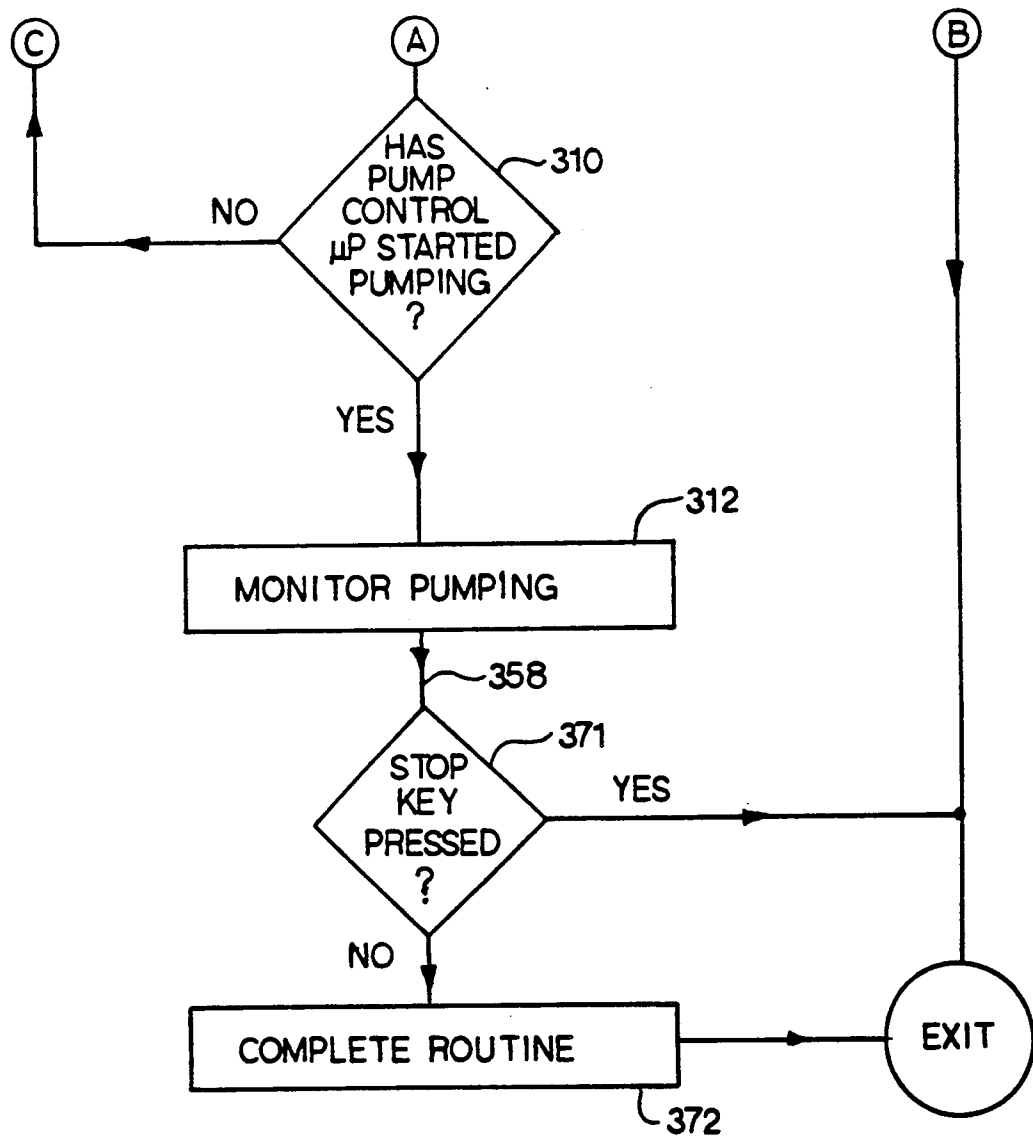 C
A
B
HAS
PUMP
CONTROL
µP STARTED
PUMPING
?
310
NO
YES
312
MONITOR PUMPING
358
371
STOP
KEY
PRESSED
?
YES
NO
COMPLETE ROUTINE
EXIT
372